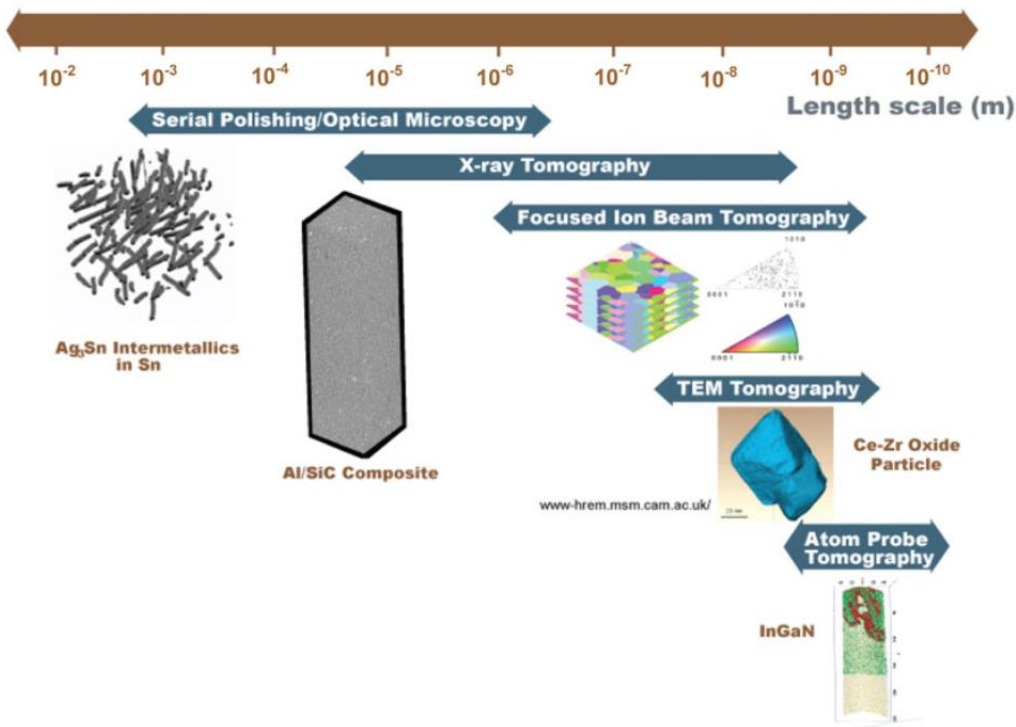 10⁻² 10⁻³ 10⁻⁴ 10⁻⁵ 10⁻⁶ 10⁻⁷ 10⁻⁸ 10⁻⁹ 10⁻¹⁰
Length scale (m)
Serial Polishing/Optical Microscopy
X-ray Tomography
Focused Ion Beam Tomography
1010
0001 2110
1010
0001 2110
Ag₃Sn Intermetallics
in Sn
TEM Tomography
Al/SiC Composite
Ce-Zr Oxide
Particle
www-hrem.msm.cam.ac.uk/
Atom Probe
Tomography
InGaN